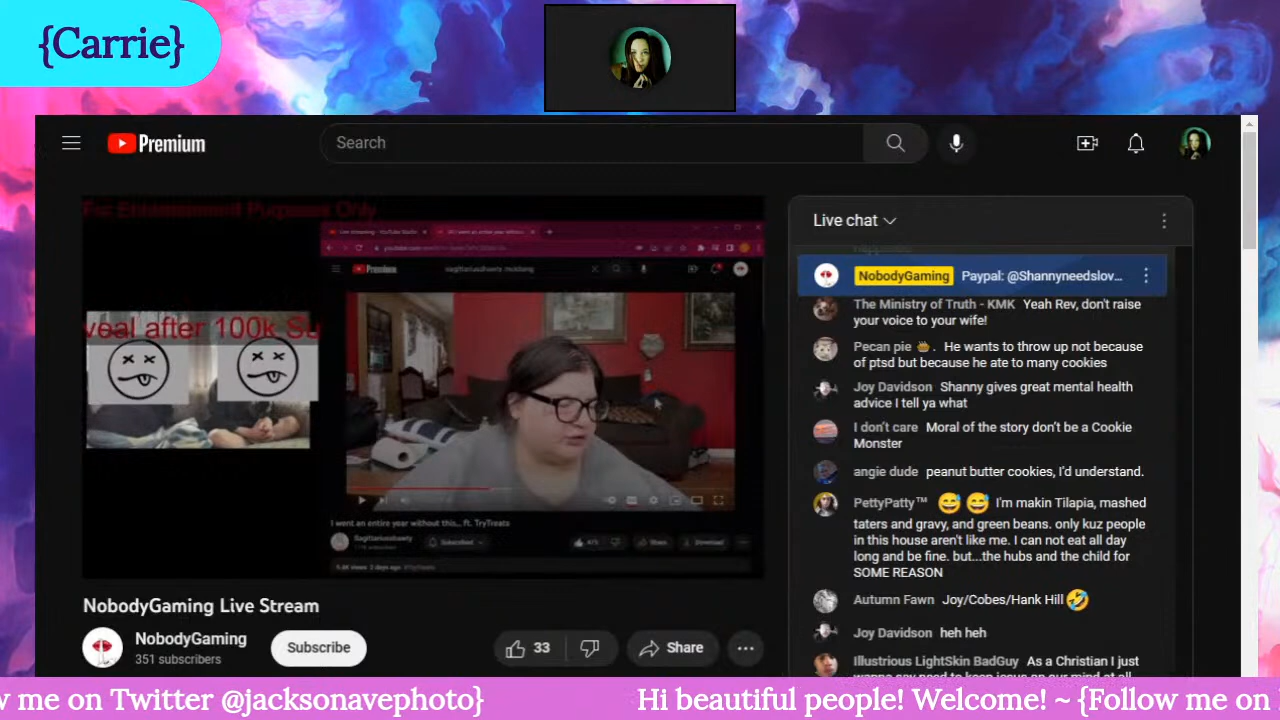 {Carrie}
Premium
Search
For Entertainment Purposes Only
veal after 100k Su
Premium
I went an entire year without this... ft. TryTreats
Sagittariusshawty
Subscribed
Share
Download
NobodyGaming Live Stream
NobodyGaming
351 subscribers
Subscribe
33
Share
Live chat
NobodyGaming Paypal: @Shannyneedslov...
The Ministry of Truth - KMK Yeah Rev, don't raise
your voice to your wife!
Pecan pie 🥧. He wants to throw up not because
of ptsd but because he ate to many cookies
Joy Davidson Shanny gives great mental health
advice I tell ya what
I don't care Moral of the story don't be a Cookie
Monster
angie dude peanut butter cookies, I'd understand.
PettyPatty™ 😅 😅 I'm makin Tilapia, mashed
taters and gravy, and green beans. only kuz people
in this house aren't like me. I can not eat all day
long and be fine. but...the hubs and the child for
SOME REASON
Autumn Fawn Joy/Cobes/Hank Hill 🤣
Joy Davidson heh heh
Illustrious LightSkin BadGuy As a Christian I just
w me on Twitter @jacksonavephoto} Hi beautiful people! Welcome! ~ {Follow me on